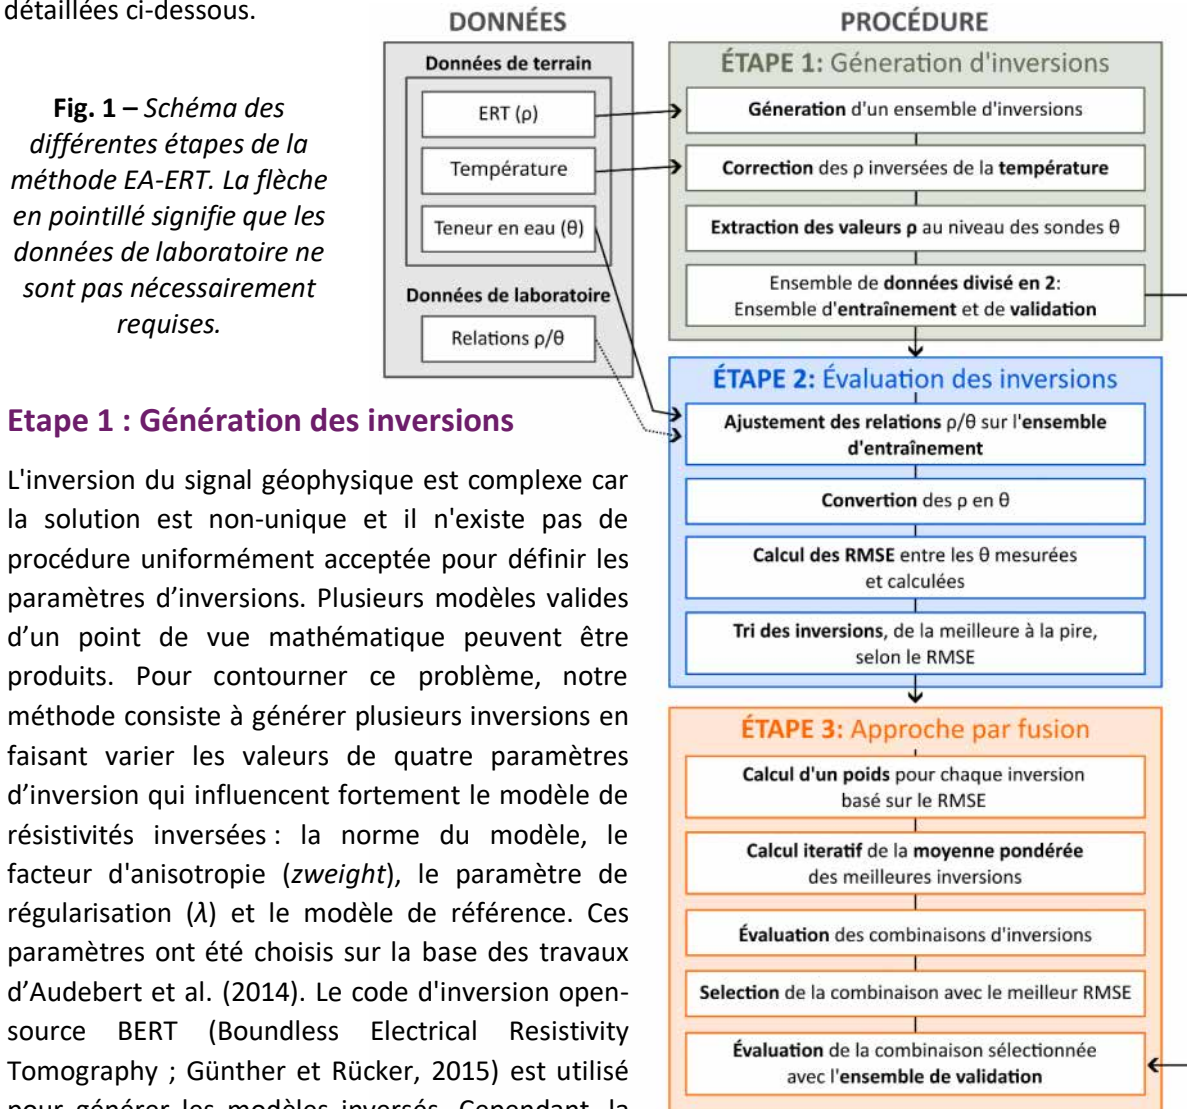 détaillées ci-dessous.
Fig. 1 – Schéma des
différentes étapes de la
méthode EA-ERT. La flèche
en pointillé signifie que les
données de laboratoire ne
sont pas nécessairement
requises.
DONNÉES
Données de terrain
ERT (ρ)
Température
Teneur en eau (θ)
Données de laboratoire
Relations ρ/θ
PROCÉDURE
ÉTAPE 1: Géneration d'inversions
Géneration d'un ensemble d'inversions
Correction des ρ inversées de la température
Extraction des valeurs ρ au niveau des sondes θ
Ensemble de données divisé en 2:
Ensemble d'entraînement et de validation
ÉTAPE 2: Évaluation des inversions
Ajustement des relations ρ/θ sur l'ensemble
d'entraînement
Convertion des ρ en θ
Calcul des RMSE entre les θ mesurées
et calculées
Tri des inversions, de la meilleure à la pire,
selon le RMSE
ÉTAPE 3: Approche par fusion
Calcul d'un poids pour chaque inversion
basé sur le RMSE
Calcul iteratif de la moyenne pondérée
des meilleures inversions
Évaluation des combinaisons d'inversions
Selection de la combinaison avec le meilleur RMSE
Évaluation de la combinaison sélectionnée
avec l'ensemble de validation
Etape 1 : Génération des inversions
L'inversion du signal géophysique est complexe car
la solution est non-unique et il n'existe pas de
procédure uniformément acceptée pour définir les
paramètres d’inversions. Plusieurs modèles valides
d’un point de vue mathématique peuvent être
produits. Pour contourner ce problème, notre
méthode consiste à générer plusieurs inversions en
faisant varier les valeurs de quatre paramètres
d’inversion qui influencent fortement le modèle de
résistivités inversées : la norme du modèle, le
facteur d'anisotropie (zweight), le paramètre de
régularisation (λ) et le modèle de référence. Ces
paramètres ont été choisis sur la base des travaux
d’Audebert et al. (2014). Le code d'inversion open-
source BERT (Boundless Electrical Resistivity
Tomography ; Günther et Rücker, 2015) est utilisé
pour générer les modèles inversés. Cependant, la